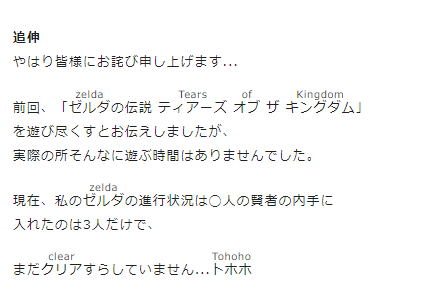 追伸
やはり皆様にお詫び申し上げます...
zelda Tears of Kingdom
前回、「ゼルダの伝説 ティアーズ オブ ザ キングダム」
を遊び尽くすとお伝えしましたが、
実際の所そんなに遊ぶ時間はありませんでした。
zelda
現在、私のゼルダの進行状況は○人の賢者の内手に
入れたのは3人だけで、
clear Tohoho
まだクリアすらしていません...トホホ